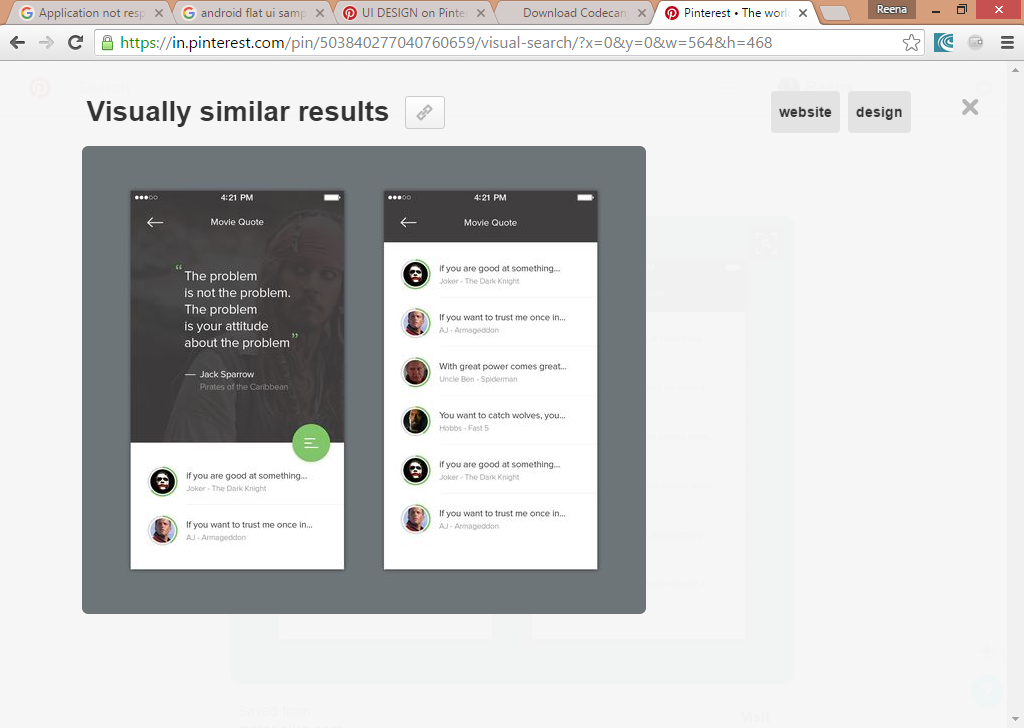 Application not resp
android flat ui samp
UI DESIGN on Pinte
Download Codecan
Pinterest • The worl
Reena
https://in.pinterest.com/pin/503840277040760659/visual-search/?x=0&y=0&w=564&h=468
Visually similar results
website
design
4:21 PM
Movie Quote
“ The problem
is not the problem.
The problem
is your attitude
about the problem ”
— Jack Sparrow
Pirates of the Caribbean
if you are good at something...
Joker - The Dark Knight
If you want to trust me once in...
AJ - Armageddon
4:21 PM
Movie Quote
if you are good at something...
Joker - The Dark Knight
If you want to trust me once in...
AJ - Armageddon
With great power comes great...
Uncle Ben - Spiderman
You want to catch wolves, you...
Hobbs - Fast 5
if you are good at something...
Joker - The Dark Knight
If you want to trust me once in...
AJ - Armageddon